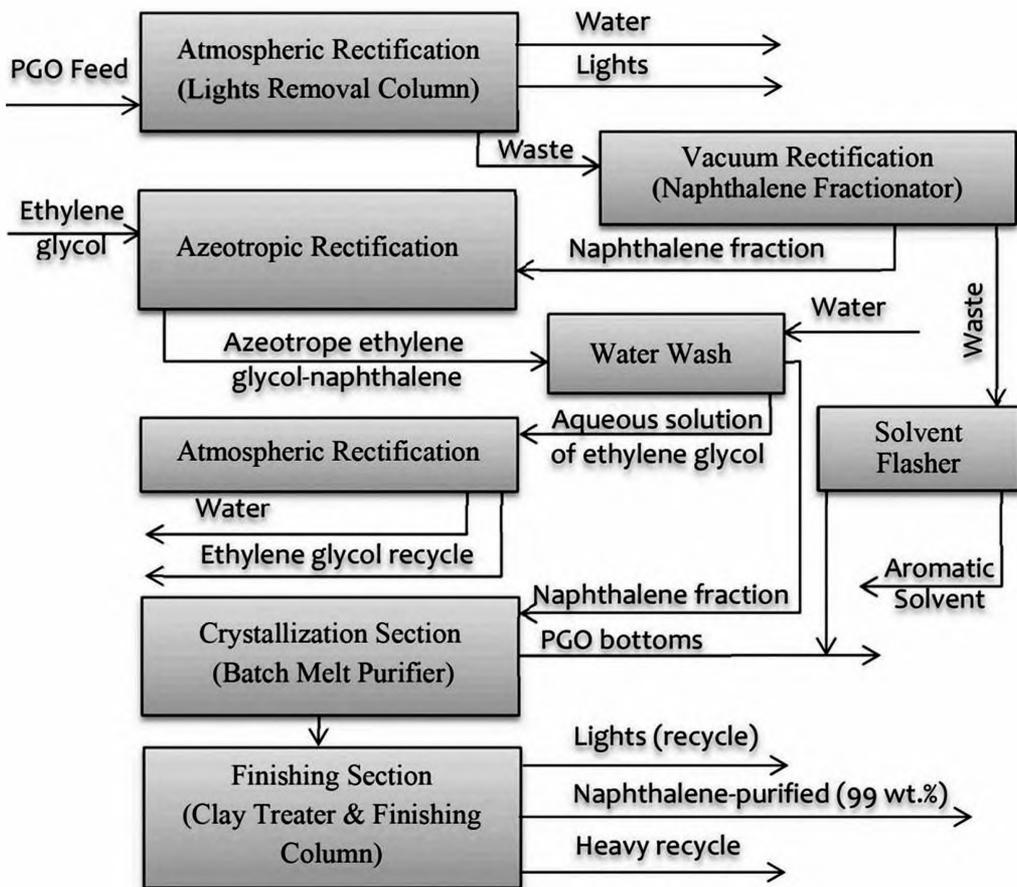 Water
Atmospheric Rectification
(Lights Removal Column)
PGO Feed
Lights
Waste
Vacuum Rectification
(Naphthalene Fractionator)
Ethylene
glycol
Azeotropic Rectification
Naphthalene fraction
Water
Waste
Azeotrope ethylene
glycol-naphthalene
Water Wash
Aqueous solution
of ethylene glycol
Atmospheric Rectification
Solvent
Flasher
Water
Ethylene glycol recycle
Aromatic
Solvent
Naphthalene fraction
Crystallization Section
(Batch Melt Purifier)
PGO bottoms
Lights (recycle)
Finishing Section
(Clay Treater & Finishing
Column)
Naphthalene-purified (99 wt.%)
Heavy recycle